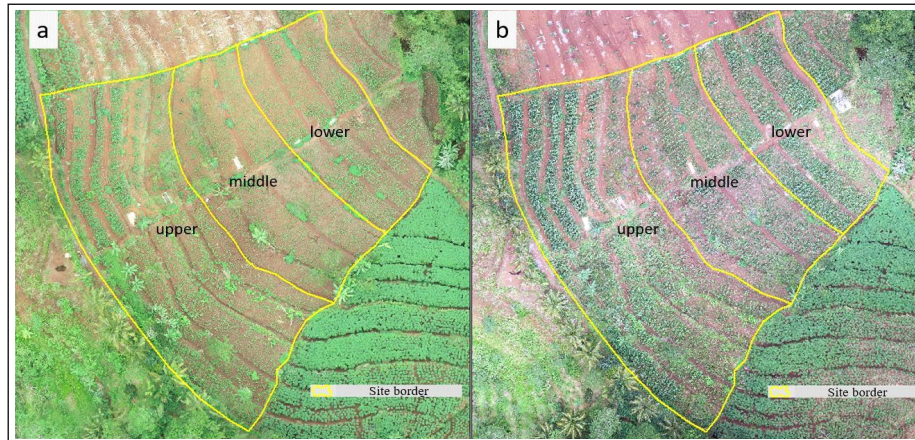 a
lower
middle
upper
Site border
b
lower
middle
upper
Site border